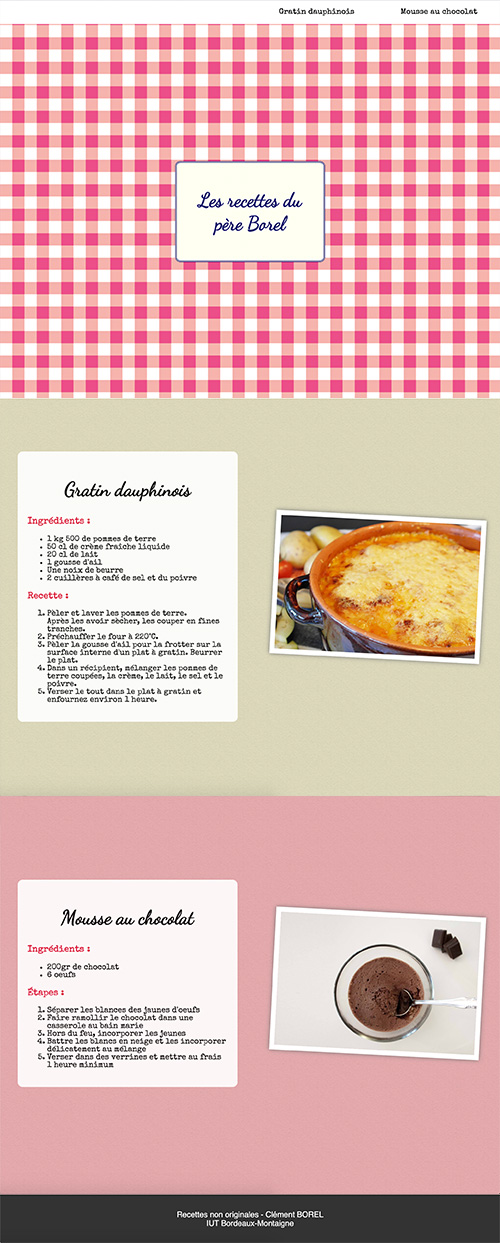 Gratin dauphinois
Mousse au chocolat
Les recettes du
père Borel
Gratin dauphinois
Ingrédients :
1 kg 500 de pommes de terre
50 cl de crème fraiche liquide
20 cl de lait
1 gousse d'ail
Une noix de beurre
2 cuillères à café de sel et du poivre
Recette :
1. Pèler et laver les pommes de terre.
Après les avoir sécher, les couper en fines
tranches.
2. Préchauffer le four à 220°C.
3. Pèler la gousse d'ail pour la frotter sur la
surface interne d'un plat à gratin. Beurrer
le plat.
4. Dans un récipient, mélanger les pommes de
terre coupées, la crème, le lait, le sel et le
poivre.
5. Verser le tout dans le plat à gratin et
enfournez environ 1 heure.
Mousse au chocolat
Ingrédients :
200gr de chocolat
6 oeufs
Étapes :
1. Séparer les blances des jaunes d'oeufs
2. Faire ramollir le chocolat dans une
casserole au bain marie
3. Hors du feu, incorporer les jaunes
4. Battre les blancs en neige et les incorporer
délicatement au mélange
5. Verser dans des verrines et mettre au frais
1 heure minimum
Recettes non originales - Clément BOREL
IUT Bordeaux-Montaigne